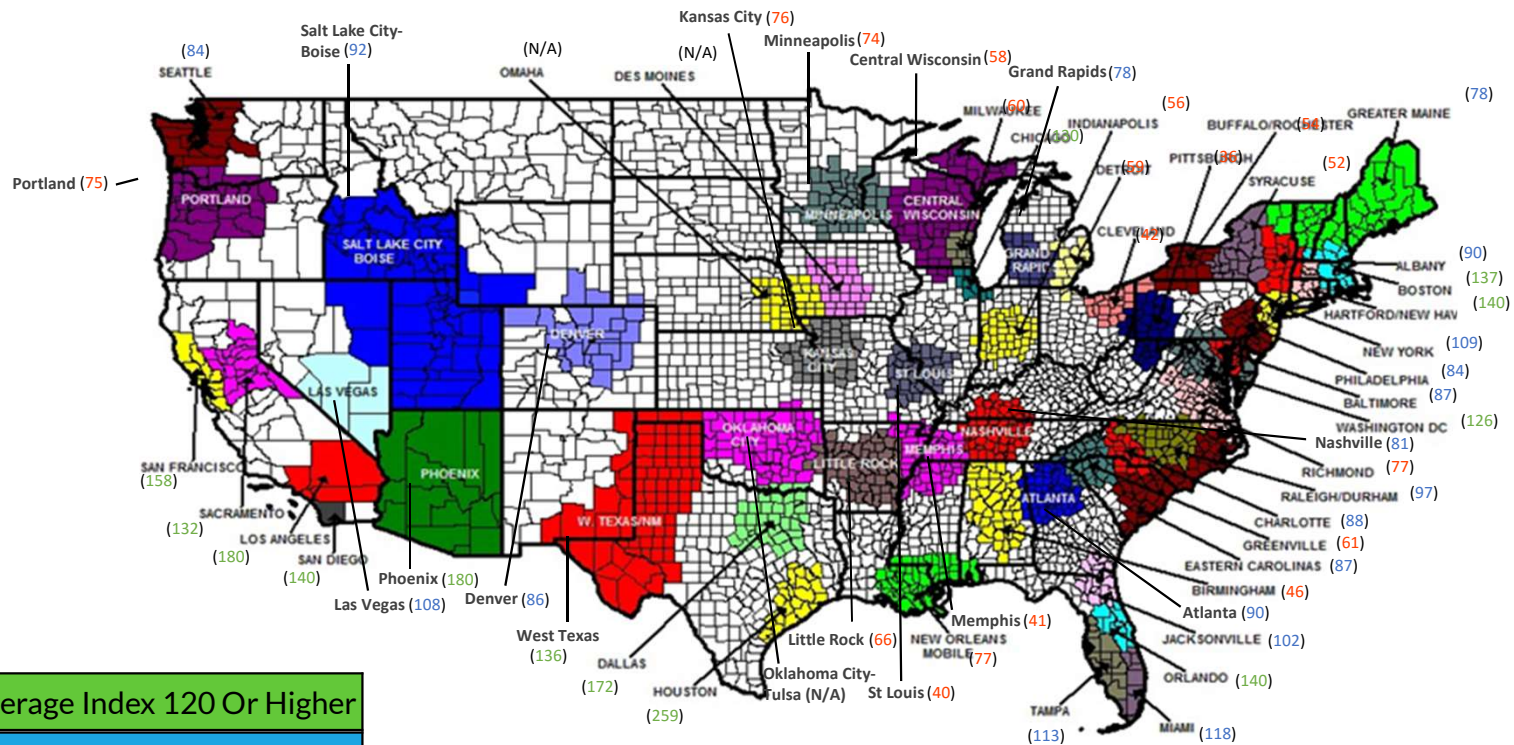 Kansas City (76)
Salt Lake City-
Boise (92)
(84)
SEATTLE
(N/A)
OMAHA
(N/A)
DES MOINES
Minneapolis (74)
Central Wisconsin (58)
Grand Rapids (78)
(60)
MILWAUKEE
CHICAGO
INDIANAPOLIS
(56)
(59)
DETROIT
CLEVELAND
(42)
BUFFALO/ROCHESTER
PITTSBURGH
(52)
SYRACUSE
(78)
GREATER MAINE
Portland (75)
PORTLAND
SALT LAKE CITY
BOISE
MINNEAPOLIS
CENTRAL
WISCONSIN
GRAND
RAPIDS
(90)
ALBANY
(137)
BOSTON
(140)
HARTFORD/NEW HAV
(109)
NEW YORK
(84)
PHILADELPHIA
(87)
BALTIMORE
(126)
WASHINGTON DC
DENVER
LAS VEGAS
KANSAS
CITY
ST LOUIS
NASHVILLE
Nashville (81)
RICHMOND (77)
RALEIGH/DURHAM (97)
CHARLOTTE (88)
GREENVILLE (61)
EASTERN CAROLINAS (87)
BIRMINGHAM (46)
Atlanta (90)
JACKSONVILLE (102)
ORLANDO (140)
OKLAHOMA
CITY
LITTLE ROCK
MEMPHIS
ATLANTA
PHOENIX
W. TEXAS/NM
SAN FRANCISCO
(158)
SACRAMENTO
(132)
LOS ANGELES
(180)
SAN DIEGO
(140)
Phoenix (180)
Las Vegas (108)
Denver (86)
West Texas
(136)
DALLAS
(172)
HOUSTON
(259)
Oklahoma City-
Tulsa (N/A)
Little Rock (66)
St Louis (40)
Memphis (41)
NEW ORLEANS
MOBILE (77)
TAMPA
(113)
MIAMI (118)
erage Index 120 Or Higher